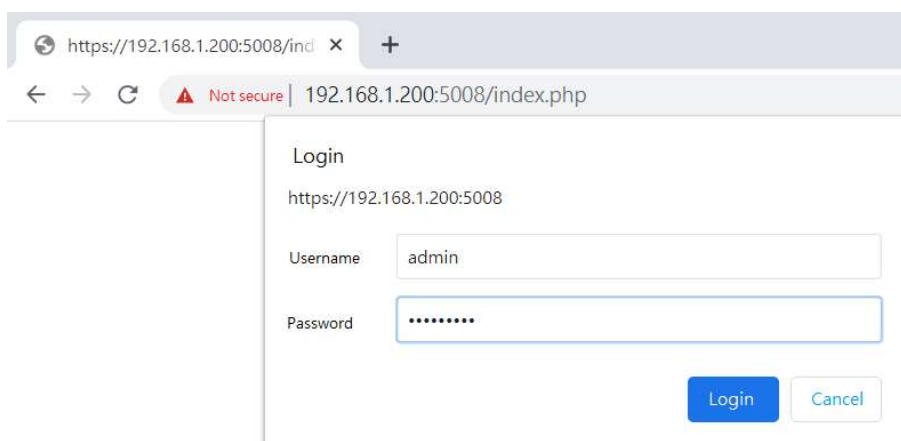 https://192.168.1.200:5008/ind
Not secure | 192.168.1.200:5008/index.php
Login
https://192.168.1.200:5008
Username admin
Password •••••••••
Login Cancel